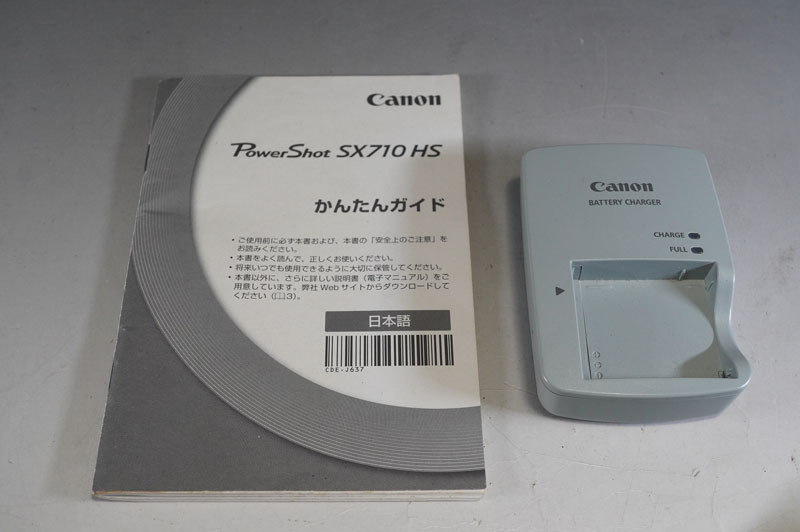 Canon
PowerShot SX710 HS
かんたんガイド
• ご使用前に必ず本書および、本書の「安全上のご注意」を
お読みください。
• 本書をよく読んで、正しくお使いください。
• 将来いつでも使用できるように大切に保管してください。
• 本書以外に、さらに詳しい説明書（電子マニュアル）をご
用意しています。弊社 Web サイトからダウンロードして
ください（📖3）。
日本語
CDE-J637
Canon
BATTERY CHARGER
CHARGE
FULL